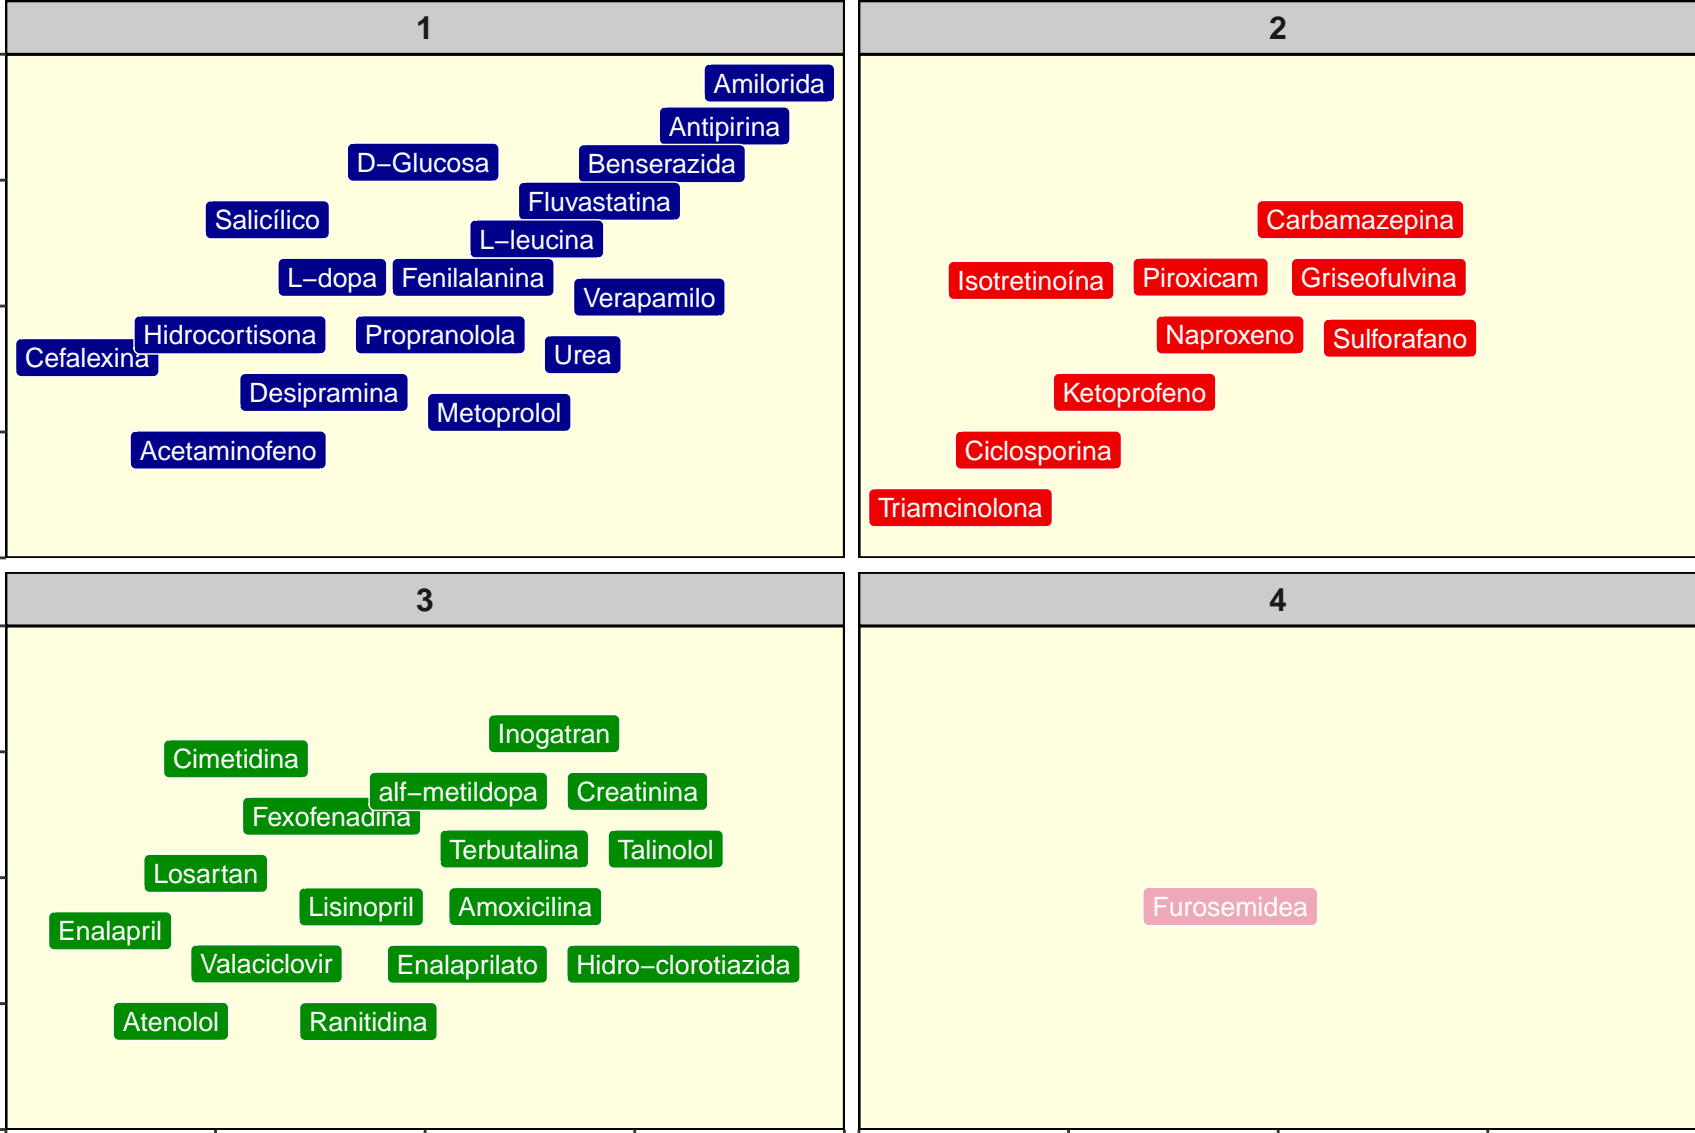 1
Amilorida
Antipirina
D−Glucosa
Benserazida
Fluvastatina
Salicílico
L−leucina
L−dopa
Fenilalanina
Verapamilo
Hidrocortisona
Propranolola
Cefalexina
Urea
Desipramina
Metoprolol
Acetaminofeno
2
Carbamazepina
Isotretinoína
Piroxicam
Griseofulvina
Naproxeno
Sulforafano
Ketoprofeno
Ciclosporina
Triamcinolona
3
Inogatran
Cimetidina
alf−metildopa
Creatinina
Fexofenadina
Terbutalina
Talinolol
Losartan
Lisinopril
Amoxicilina
Enalapril
Valaciclovir
Enalaprilato
Hidro−clorotiazida
Atenolol
Ranitidina
4
Furosemidea